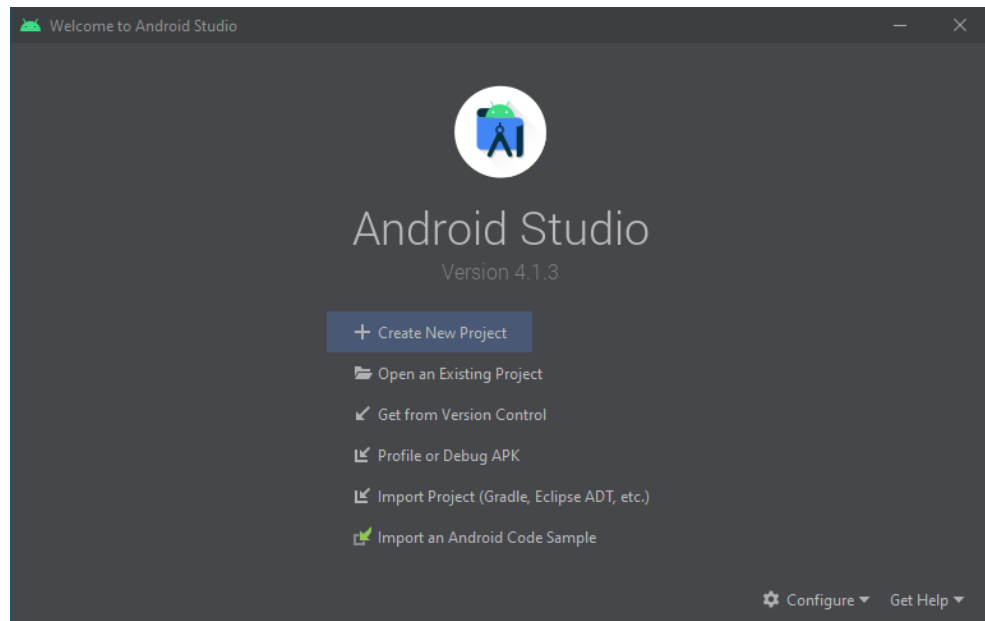 Welcome to Android Studio
Android Studio
Version 4.1.3
Create New Project
Open an Existing Project
Get from Version Control
Profile or Debug APK
Import Project (Gradle, Eclipse ADT, etc.)
Import an Android Code Sample
Configure Get Help